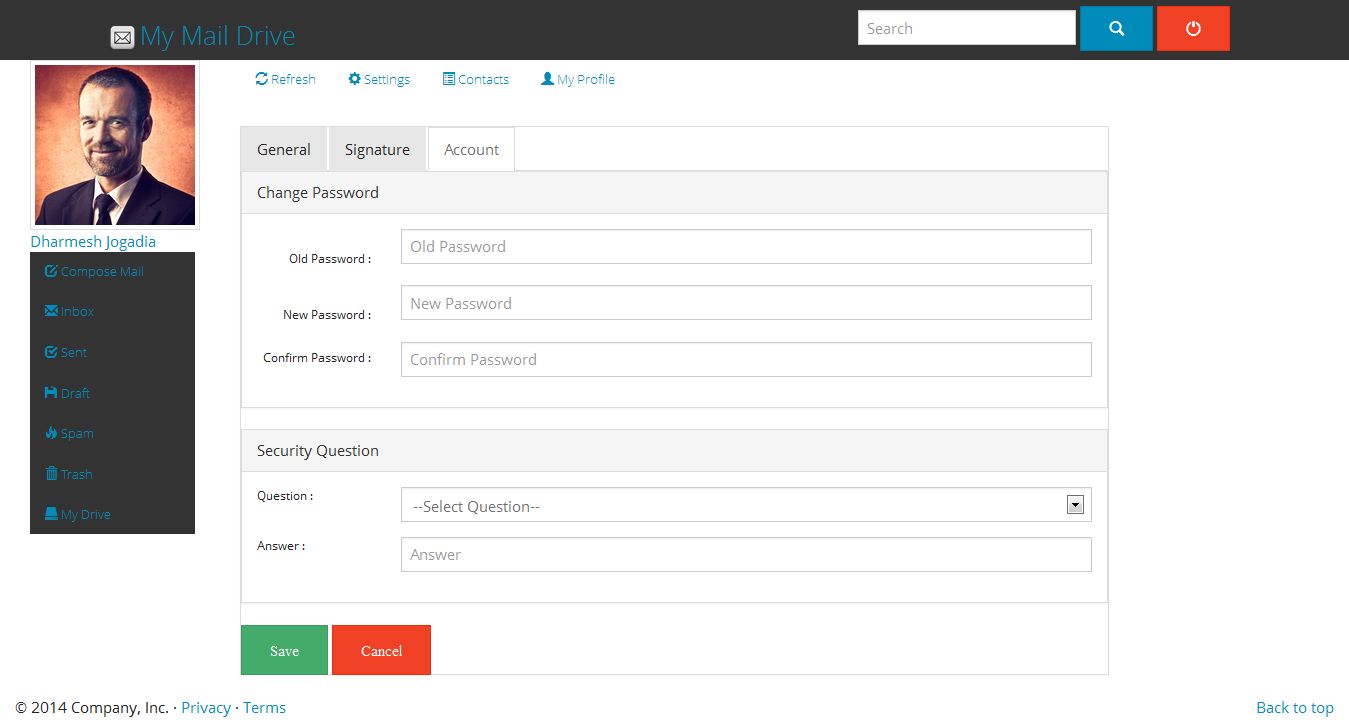 My Mail Drive
Search
Refresh Settings Contacts My Profile
Dharmesh Jogadia
Compose Mail
Inbox
Sent
Draft
Spam
Trash
My Drive
General Signature Account
Change Password
Old Password : Old Password
New Password : New Password
Confirm Password : Confirm Password
Security Question
Question : --Select Question--
Answer : Answer
Save Cancel
© 2014 Company, Inc. · Privacy · Terms
Back to top